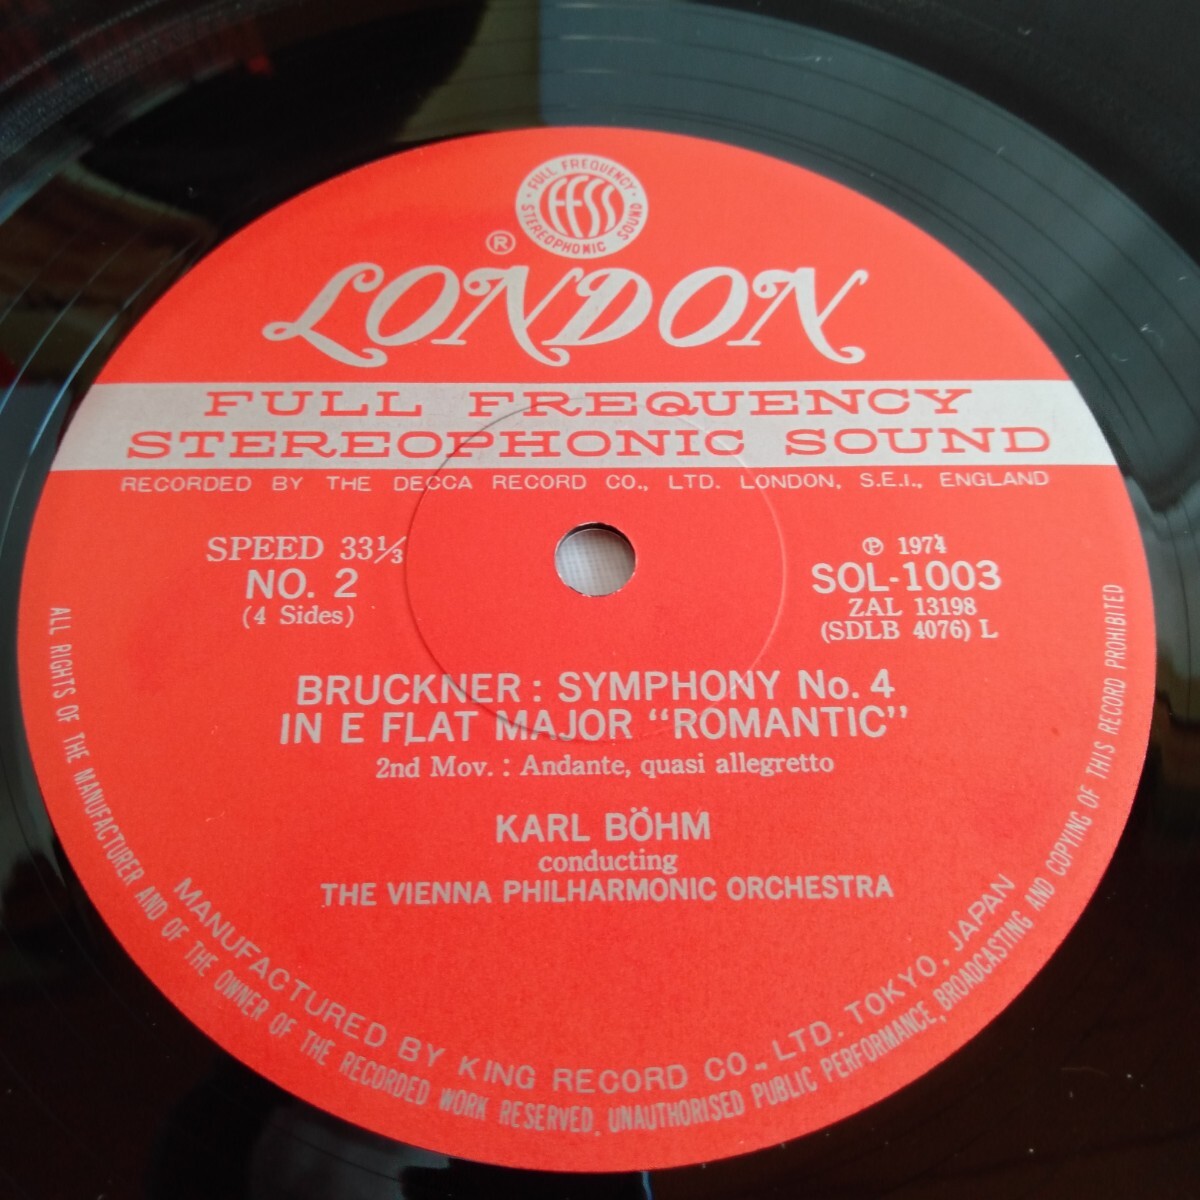 FULL FREQUENCY
STEREOPHONIC SOUND
FFSS
®
LONDON
FULL FREQUENCY
STEREOPHONIC SOUND
RECORDED BY THE DECCA RECORD CO., LTD. LONDON, S.E.I., ENGLAND
SPEED 33⅓
NO. 2
(4 Sides)
℗ 1974
SOL-1003
ZAL 13198
(SDLB 4076) L
BRUCKNER : SYMPHONY No. 4
IN E FLAT MAJOR “ROMANTIC”
2nd Mov. : Andante, quasi allegretto
KARL BÖHM
conducting
THE VIENNA PHILHARMONIC ORCHESTRA
MANUFACTURED BY KING RECORD CO., LTD. TOKYO, JAPAN
ALL RIGHTS OF THE MANUFACTURER AND OF THE OWNER OF THE RECORDED WORK RESERVED. UNAUTHORISED PUBLIC PERFORMANCE, BROADCASTING AND COPYING OF THIS RECORD PROHIBITED